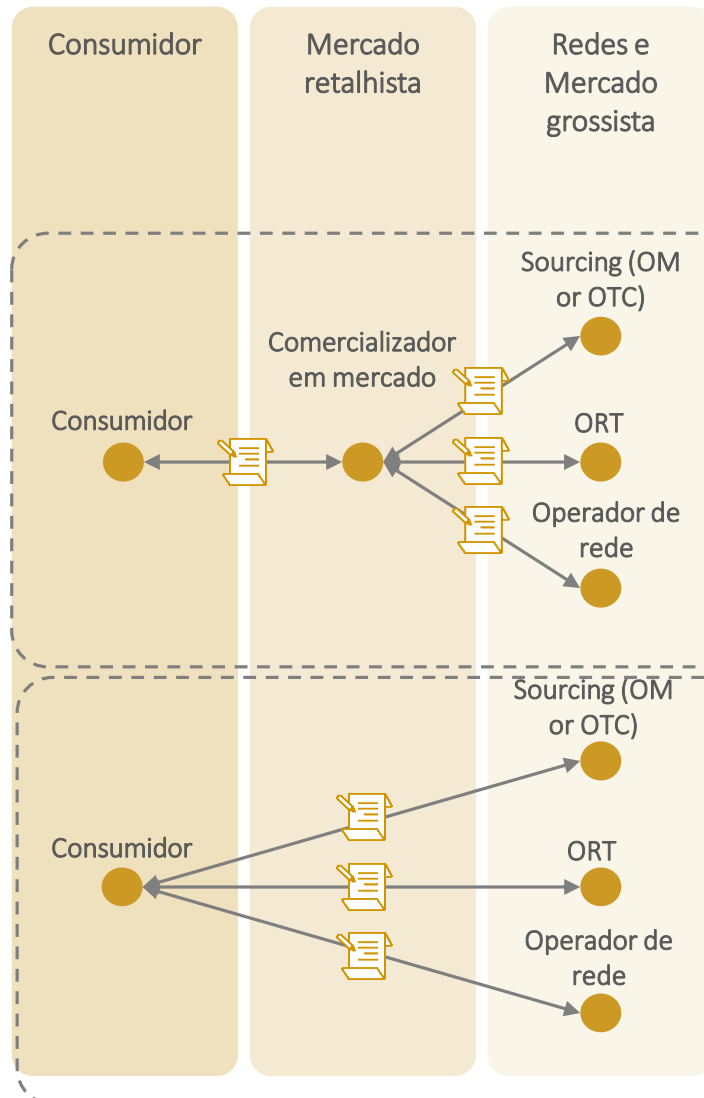 Consumidor
Mercado
retalhista
Redes e
Mercado
grossista
Sourcing (OM
or OTC)
Comercializador
em mercado
Consumidor
ORT
Operador de
rede
Sourcing (OM
or OTC)
Consumidor
ORT
Operador de
rede